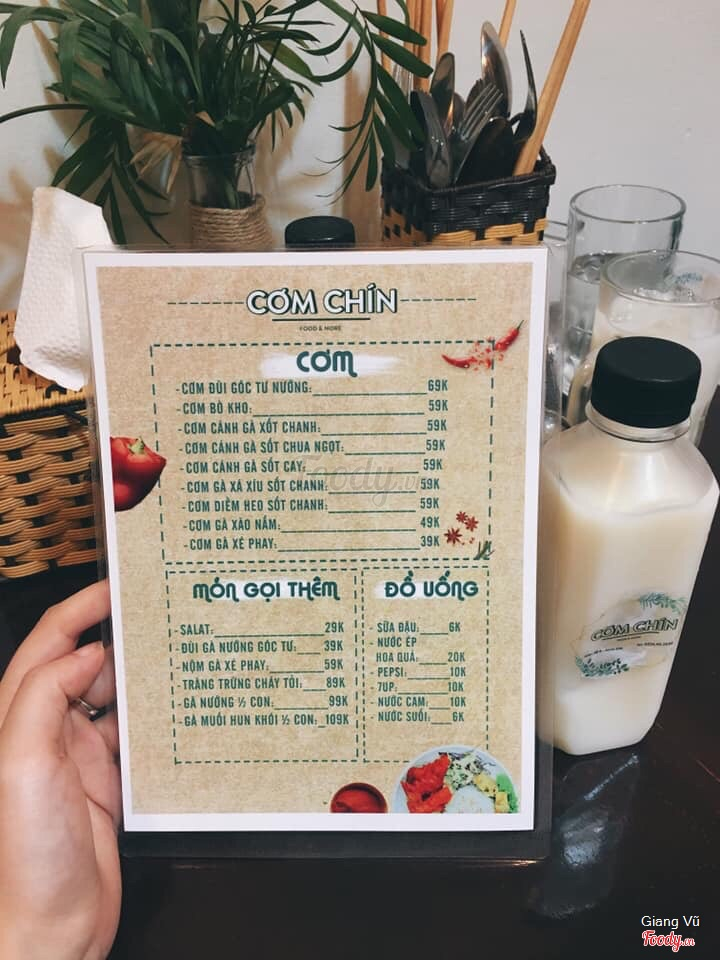 CƠM CHÍN
FOOD & MORE
CƠM
- CƠM ĐÙI GÓC TƯ NƯỚNG: 69K
- CƠM BÒ KHO: 59K
- CƠM CÁNH GÀ XỐT CHANH: 59K
- CƠM CÁNH GÀ SỐT CHUA NGỌT: 59K
- CƠM CÁNH GÀ SỐT CAY: 59K
- CƠM GÀ XÁ XÍU SỐT CHANH: 59K
- CƠM DIỀM HEO SỐT CHANH: 59K
- CƠM GÀ XÀO NẤM: 49K
- CƠM GÀ XÉ PHAY: 39K
MÓN GỌI THÊM
- SALAT: 29K
- ĐÙI GÀ NƯỚNG GÓC TƯ: 39K
- NỘM GÀ XÉ PHAY: 59K
- TRÀNG TRỨNG CHÁY TỎI: 89K
- GÀ NƯỚNG ½ CON: 99K
- GÀ MUỐI HUN KHÓI ½ CON: 109K
ĐỒ UỐNG
- SỮA ĐẬU: 6K
- NƯỚC ÉP
HOA QUẢ: 20K
- PEPSI: 10K
- 7UP: 10K
- NƯỚC CAM: 10K
- NƯỚC SUỐI: 6K
Foody.vn
CƠM CHÍN
Giang Vũ
Foody.vn